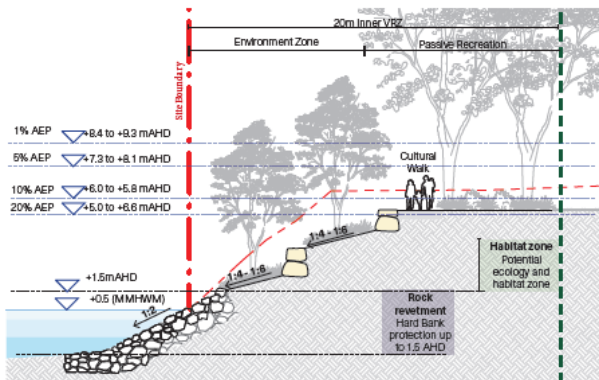 20m Inner VRZ
Environment Zone
Passive Recreation
Site Boundary
1% AEP
+8.4 to +9.3 mAHD
5% AEP
+7.3 to +8.1 mAHD
10% AEP
+6.0 to +5.8 mAHD
20% AEP
+5.0 to +6.6 mAHD
Cultural
Walk
1:4 - 1:6
1:4 - 1:6
+1.5mAHD
+0.5 (MMHWM)
1:2
Habitat zone
Potential
ecology and
habitat zone
Rock
revetment
Hard Bank
protection up
to 1.5 AHD